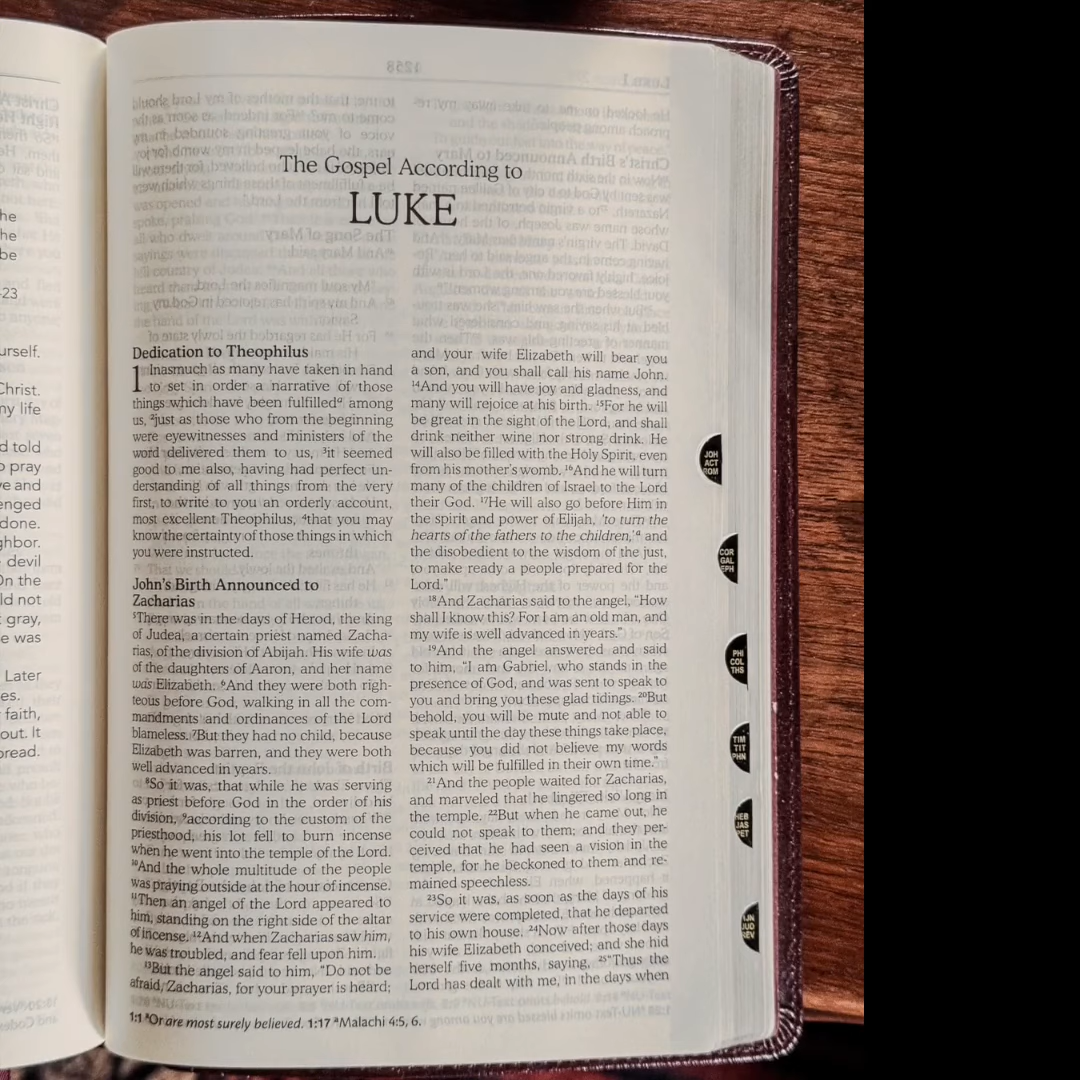 he
he
be
23
urself.
Christ.
ny life
d told
o pray
ve and
enged
done.
ghbor.
devil
On the
ld not
gray,
e was
Later
es.
faith,
out. It
pread.
The Gospel According to
LUKE
Dedication to Theophilus
1 Inasmuch as many have taken in hand
to set in order a narrative of those
things which have been fulfilledᵃ among
us, ²just as those who from the beginning
were eyewitnesses and ministers of the
word delivered them to us, ³it seemed
good to me also, having had perfect un-
derstanding of all things from the very
first, to write to you an orderly account,
most excellent Theophilus, ⁴that you may
know the certainty of those things in which
you were instructed.
John's Birth Announced to
Zacharias
⁵There was in the days of Herod, the king
of Judea, a certain priest named Zacha-
rias, of the division of Abijah. His wife was
of the daughters of Aaron, and her name
was Elizabeth. ⁶And they were both righ-
teous before God, walking in all the com-
mandments and ordinances of the Lord
blameless. ⁷But they had no child, because
Elizabeth was barren, and they were both
well advanced in years.
⁸So it was, that while he was serving
as priest before God in the order of his
division, ⁹according to the custom of the
priesthood, his lot fell to burn incense
when he went into the temple of the Lord.
¹⁰And the whole multitude of the people
was praying outside at the hour of incense.
¹¹Then an angel of the Lord appeared to
him, standing on the right side of the altar
of incense. ¹²And when Zacharias saw him,
he was troubled, and fear fell upon him.
¹³But the angel said to him, "Do not be
afraid, Zacharias, for your prayer is heard;
and your wife Elizabeth will bear you
a son, and you shall call his name John.
¹⁴And you will have joy and gladness, and
many will rejoice at his birth. ¹⁵For he will
be great in the sight of the Lord, and shall
drink neither wine nor strong drink. He
will also be filled with the Holy Spirit, even
from his mother's womb. ¹⁶And he will turn
many of the children of Israel to the Lord
their God. ¹⁷He will also go before Him in
the spirit and power of Elijah, 'to turn the
hearts of the fathers to the children,'ᵃ and
the disobedient to the wisdom of the just,
to make ready a people prepared for the
Lord."
¹⁸And Zacharias said to the angel, "How
shall I know this? For I am an old man, and
my wife is well advanced in years."
¹⁹And the angel answered and said
to him, "I am Gabriel, who stands in the
presence of God, and was sent to speak to
you and bring you these glad tidings. ²⁰But
behold, you will be mute and not able to
speak until the day these things take place,
because you did not believe my words
which will be fulfilled in their own time."
²¹And the people waited for Zacharias,
and marveled that he lingered so long in
the temple. ²²But when he came out, he
could not speak to them; and they per-
ceived that he had seen a vision in the
temple, for he beckoned to them and re-
mained speechless.
²³So it was, as soon as the days of his
service were completed, that he departed
to his own house. ²⁴Now after those days
his wife Elizabeth conceived; and she hid
herself five months, saying, ²⁵"Thus the
Lord has dealt with me, in the days when
1:1 ᵃOr are most surely believed. 1:17 ᵃMalachi 4:5, 6.
JOH
ACT
ROM
COR
GAL
EPH
PHI
COL
THS
TIM
TIT
PHN
HEB
JAS
PET
IJN
JUD
REV